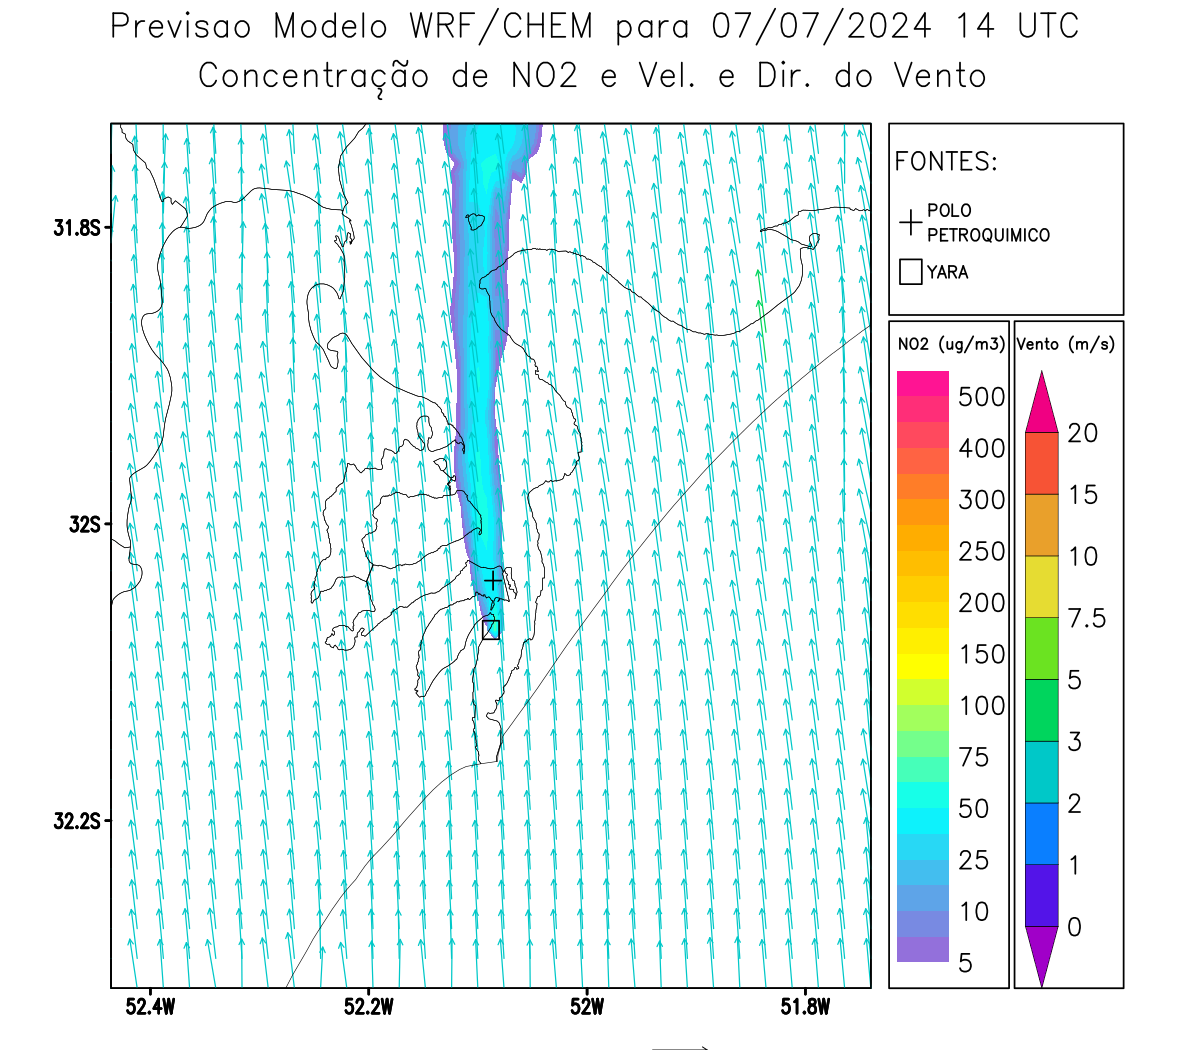 Previsao Modelo WRF/CHEM para 07/07/2024 14 UTC
Concentração de NO2 e Vel. e Dir. do Vento
FONTES:
POLO
PETROQUIMICO
YARA
NO2 (ug/m3)
500
400
300
250
200
150
100
75
50
25
10
5
Vento (m/s)
20
15
10
7.5
5
3
2
1
0
31.8S
32S
32.2S
52.4W
52.2W
52W
51.8W